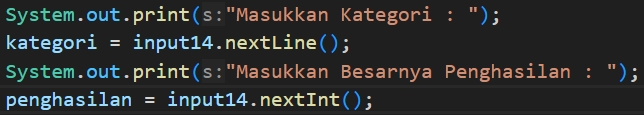 System.out.print(s:"Masukkan Kategori : ");
kategori = input14.nextLine();
System.out.print(s:"Masukkan Besarnya Penghasilan : ");
penghasilan = input14.nextInt();